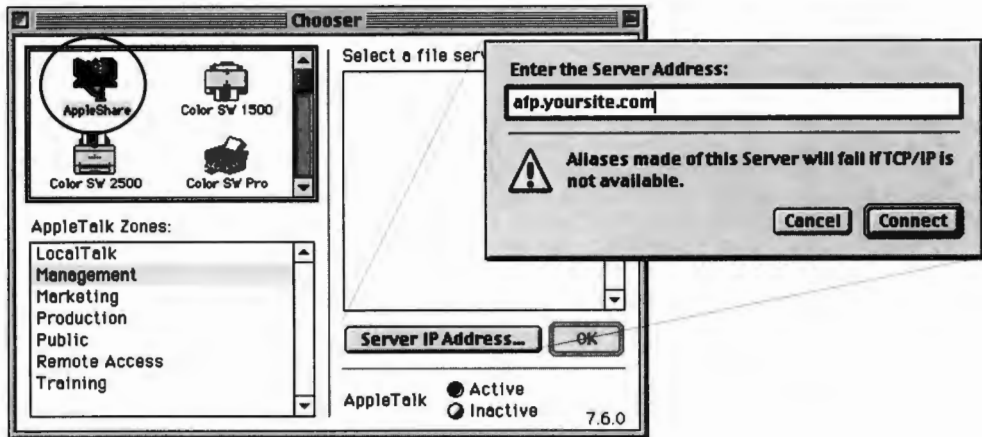 Chooser
AppleShare
Color SW 1500
Color SW 2500
Color SW Pro
AppleTalk Zones:
LocalTalk
Management
Marketing
Production
Public
Remote Access
Training
Select a file serv
Server IP Address...
OK
AppleTalk
Active
Inactive
7.6.0
Enter the Server Address:
afp.yoursite.com
Aliases made of this Server will fail if TCP/IP is
not available.
Cancel
Connect